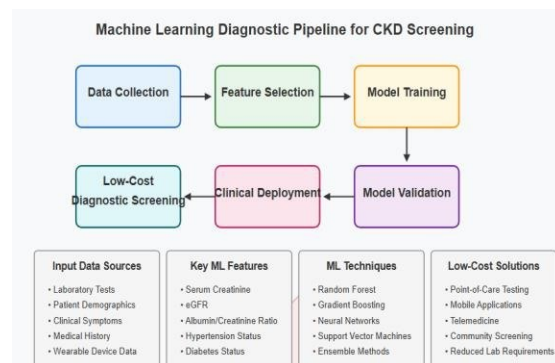 Machine Learning Diagnostic Pipeline for CKD Screening
Data Collection
Feature Selection
Model Training
Low-Cost
Diagnostic Screening
Clinical Deployment
Model Validation
Input Data Sources
• Laboratory Tests
• Patient Demographics
• Clinical Symptoms
• Medical History
• Wearable Device Data
Key ML Features
• Serum Creatinine
• eGFR
• Albumin/Creatinine Ratio
• Hypertension Status
• Diabetes Status
ML Techniques
• Random Forest
• Gradient Boosting
• Neural Networks
• Support Vector Machines
• Ensemble Methods
Low-Cost Solutions
• Point-of-Care Testing
• Mobile Applications
• Telemedicine
• Community Screening
• Reduced Lab Requirements